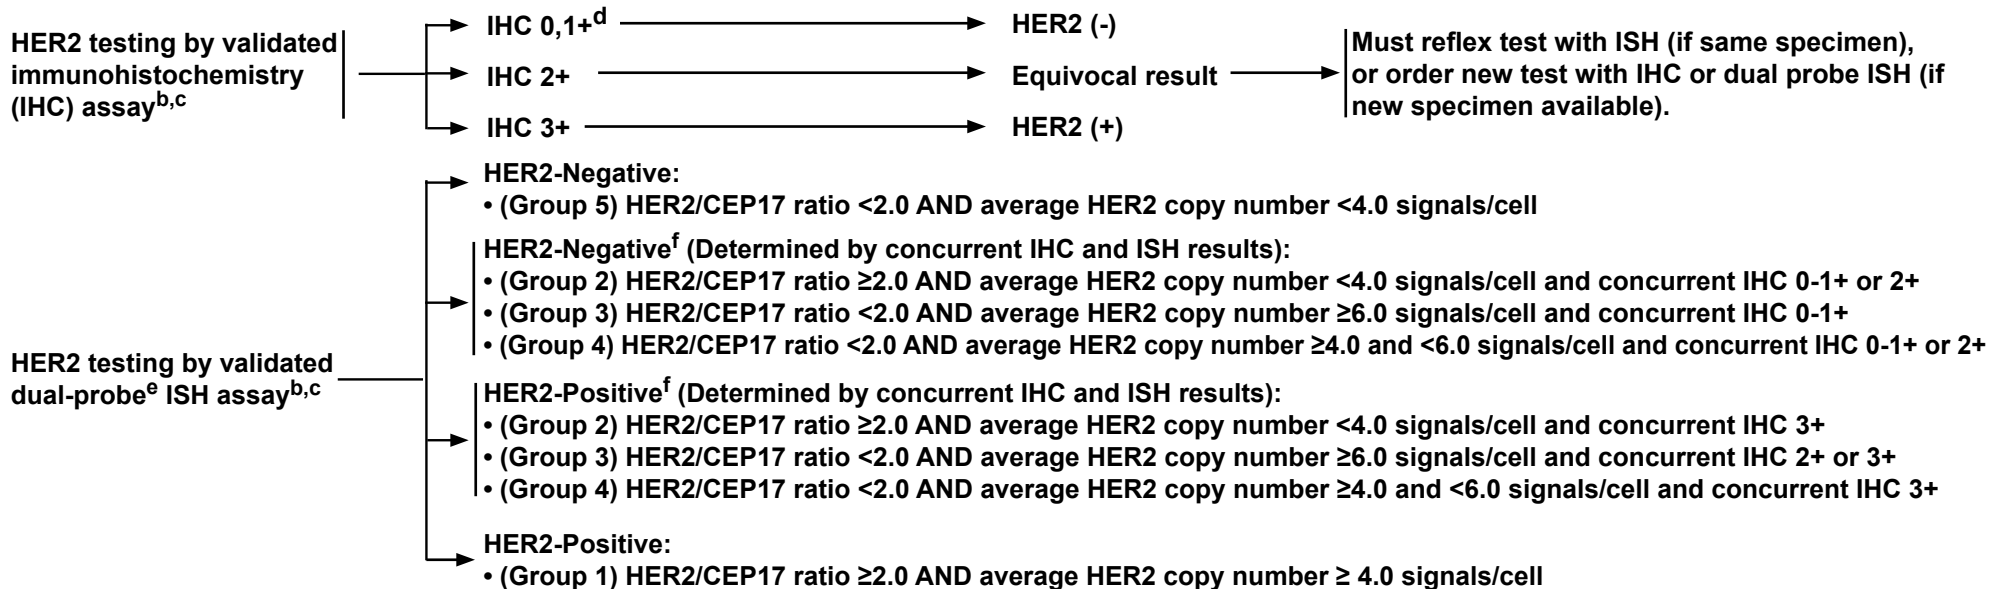 HER2 testing by validated
immunohistochemistry
(IHC) assay^b,c
IHC 0,1+^d
HER2 (-)
IHC 2+
Equivocal result
Must reflex test with ISH (if same specimen),
or order new test with IHC or dual probe ISH (if
new specimen available).
IHC 3+
HER2 (+)
HER2 testing by validated
dual-probe^e ISH assay^b,c
HER2-Negative:
• (Group 5) HER2/CEP17 ratio <2.0 AND average HER2 copy number <4.0 signals/cell
HER2-Negative^f (Determined by concurrent IHC and ISH results):
• (Group 2) HER2/CEP17 ratio ≥2.0 AND average HER2 copy number <4.0 signals/cell and concurrent IHC 0-1+ or 2+
• (Group 3) HER2/CEP17 ratio <2.0 AND average HER2 copy number ≥6.0 signals/cell and concurrent IHC 0-1+
• (Group 4) HER2/CEP17 ratio <2.0 AND average HER2 copy number ≥4.0 and <6.0 signals/cell and concurrent IHC 0-1+ or 2+
HER2-Positive^f (Determined by concurrent IHC and ISH results):
• (Group 2) HER2/CEP17 ratio ≥2.0 AND average HER2 copy number <4.0 signals/cell and concurrent IHC 3+
• (Group 3) HER2/CEP17 ratio <2.0 AND average HER2 copy number ≥6.0 signals/cell and concurrent IHC 2+ or 3+
• (Group 4) HER2/CEP17 ratio <2.0 AND average HER2 copy number ≥4.0 and <6.0 signals/cell and concurrent IHC 3+
HER2-Positive:
• (Group 1) HER2/CEP17 ratio ≥2.0 AND average HER2 copy number ≥ 4.0 signals/cell